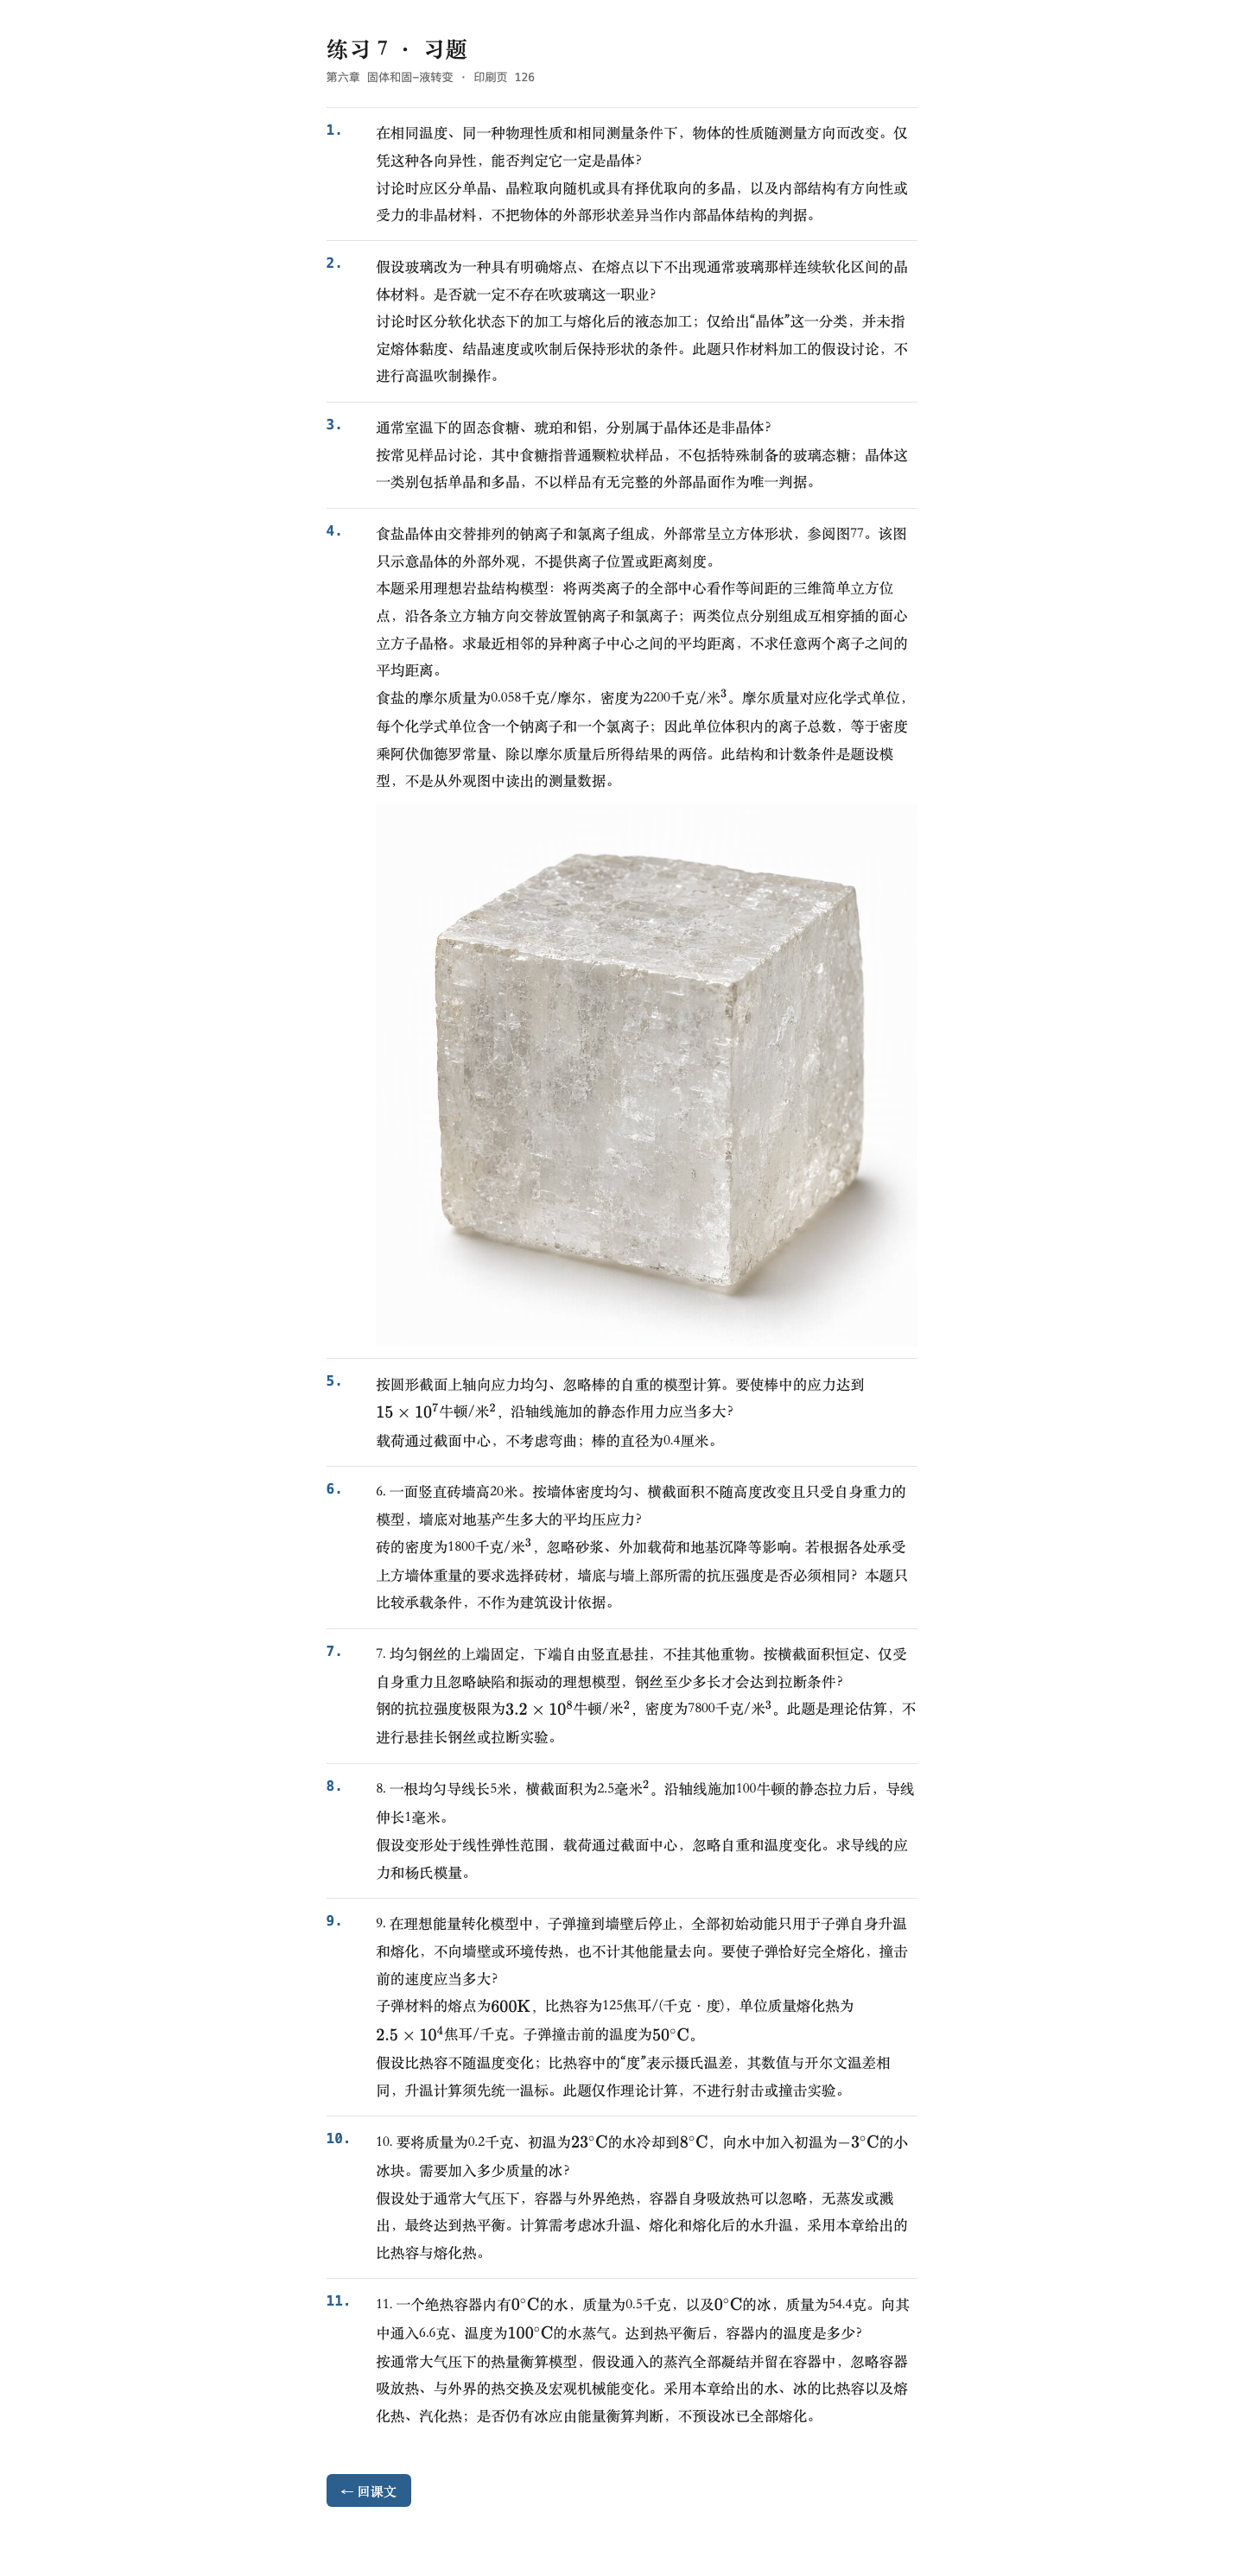 练习 7 · 习题
第六章 固体和固—液转变 · 印刷页 126
1.
在相同温度、同一种物理性质和相同测量条件下，物体的性质随测量方向而改变。仅
凭这种各向异性，能否判定它一定是晶体？
讨论时应区分单晶、晶粒取向随机或具有择优取向的多晶，以及内部结构有方向性或
受力的非晶材料，不把物体的外部形状差异当作内部晶体结构的判据。
2.
假设玻璃改为一种具有明确熔点、在熔点以下不出现通常玻璃那样连续软化区间的晶
体材料。是否就一定不存在吹玻璃这一职业？
讨论时区分软化状态下的加工与熔化后的液态加工；仅给出“晶体”这一分类，并未指
定熔体黏度、结晶速度或吹制后保持形状的条件。此题只作材料加工的假设讨论，不
进行高温吹制操作。
3.
通常室温下的固态食糖、琥珀和铝，分别属于晶体还是非晶体？
按常见样品讨论，其中食糖指普通颗粒状样品，不包括特殊制备的玻璃态糖；晶体这
一类别包括单晶和多晶，不以样品有无完整的外部晶面作为唯一判据。
4.
食盐晶体由交替排列的钠离子和氯离子组成，外部常呈立方体形状，参阅图77。该图
只示意晶体的外部外观，不提供离子位置或距离刻度。
本题采用理想岩盐结构模型：将两类离子的全部中心看作等间距的三维简单立方位
点，沿各条立方轴方向交替放置钠离子和氯离子；两类位点分别组成互相穿插的面心
立方子晶格。求最近相邻的异种离子中心之间的平均距离，不求任意两个离子之间的
平均距离。
食盐的摩尔质量为0.058千克/摩尔，密度为2200千克/米³。摩尔质量对应化学式单位，
每个化学式单位含一个钠离子和一个氯离子；因此单位体积内的离子总数，等于密度
乘阿伏伽德罗常量、除以摩尔质量后所得结果的两倍。此结构和计数条件是题设模
型，不是从外观图中读出的测量数据。
5.
按圆形截面上轴向应力均匀、忽略棒的自重的模型计算。要使棒中的应力达到
15 × 10⁷牛顿/米²，沿轴线施加的静态作用力应当多大？
载荷通过截面中心，不考虑弯曲；棒的直径为0.4厘米。
6.
6. 一面竖直砖墙高20米。按墙体密度均匀、横截面积不随高度改变且只受自身重力的
模型，墙底对地基产生多大的平均压应力？
砖的密度为1800千克/米³，忽略砂浆、外加载荷和地基沉降等影响。若根据各处承受
上方墙体重量的要求选择砖材，墙底与墙上部所需的抗压强度是否必须相同？本题只
比较承载条件，不作为建筑设计依据。
7.
7. 均匀钢丝的上端固定，下端自由竖直悬挂，不挂其他重物。按横截面积恒定、仅受
自身重力且忽略缺陷和振动的理想模型，钢丝至少多长才会达到拉断条件？
钢的抗拉强度极限为3.2 × 10⁸牛顿/米²，密度为7800千克/米³。此题是理论估算，不
进行悬挂长钢丝或拉断实验。
8.
8. 一根均匀导线长5米，横截面积为2.5毫米²。沿轴线施加100牛顿的静态拉力后，导线
伸长1毫米。
假设变形处于线性弹性范围，载荷通过截面中心，忽略自重和温度变化。求导线的应
力和杨氏模量。
9.
9. 在理想能量转化模型中，子弹撞到墙壁后停止，全部初始动能只用于子弹自身升温
和熔化，不向墙壁或环境传热，也不计其他能量去向。要使子弹恰好完全熔化，撞击
前的速度应当多大？
子弹材料的熔点为600K，比热容为125焦耳/(千克 · 度)，单位质量熔化热为
2.5 × 10⁴焦耳/千克。子弹撞击前的温度为50°C。
假设比热容不随温度变化；比热容中的“度”表示摄氏温差，其数值与开尔文温差相
同，升温计算须先统一温标。此题仅作理论计算，不进行射击或撞击实验。
10.
10. 要将质量为0.2千克、初温为23°C的水冷却到8°C，向水中加入初温为−3°C的小
冰块。需要加入多少质量的冰？
假设处于通常大气压下，容器与外界绝热，容器自身吸放热可以忽略，无蒸发或溅
出，最终达到热平衡。计算需考虑冰升温、熔化和熔化后的水升温，采用本章给出的
比热容与熔化热。
11.
11. 一个绝热容器内有0°C的水，质量为0.5千克，以及0°C的冰，质量为54.4克。向其
中通入6.6克、温度为100°C的水蒸气。达到热平衡后，容器内的温度是多少？
按通常大气压下的热量衡算模型，假设通入的蒸汽全部凝结并留在容器中，忽略容器
吸放热、与外界的热交换及宏观机械能变化。采用本章给出的水、冰的比热容以及熔
化热、汽化热；是否仍有冰应由能量衡算判断，不预设冰已全部熔化。
← 回课文